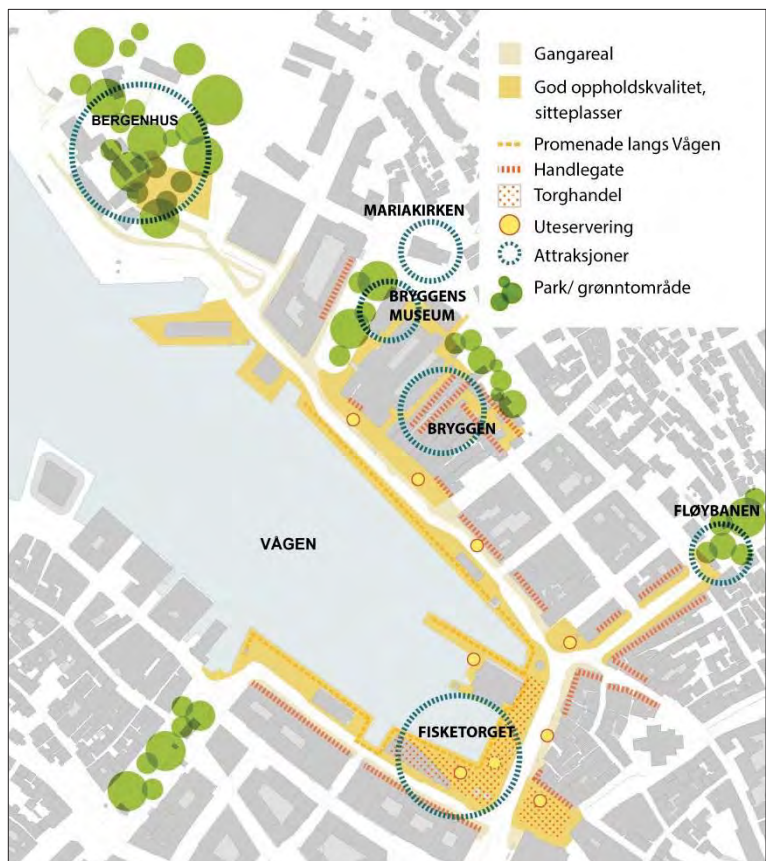 Gangareal
God oppholdskvalitet,
sitteplasser
Promenade langs Vågen
Handlegate
Torghandel
Uteservering
Attraksjoner
Park/ grønntområde
BERGENHUS
MARIAKIRKEN
BRYGGENS
MUSEUM
BRYGGEN
FLØYBANEN
VÅGEN
FISKETORGET